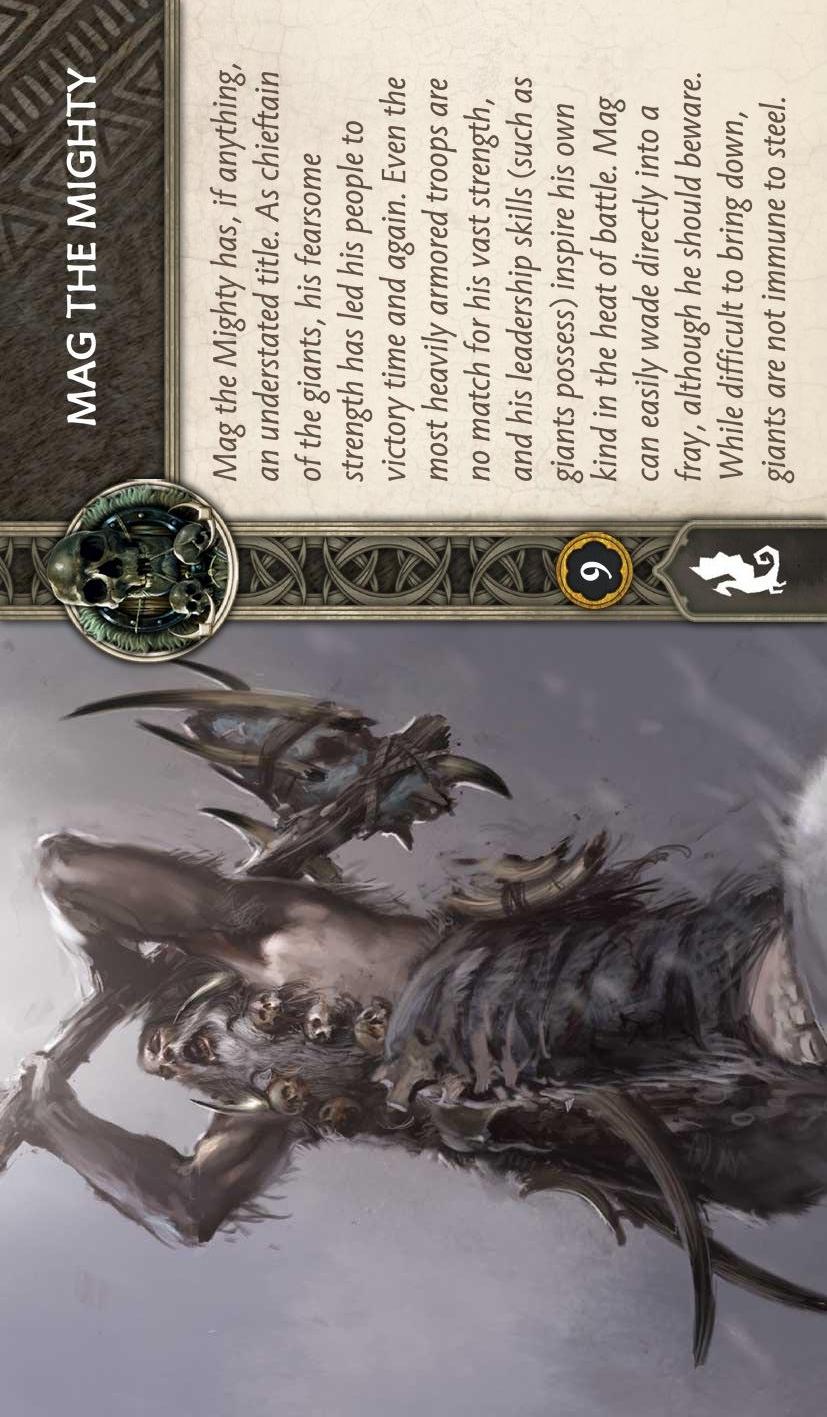 MAG THE MIGHTY
Mag the Mighty has, if anything,
an understated title. As chieftain
of the giants, his fearsome
strength has led his people to
victory time and again. Even the
most heavily armored troops are
no match for his vast strength,
and his leadership skills (such as
giants possess) inspire his own
kind in the heat of battle. Mag
can easily wade directly into a
fray, although he should beware.
While difficult to bring down,
giants are not immune to steel.
6